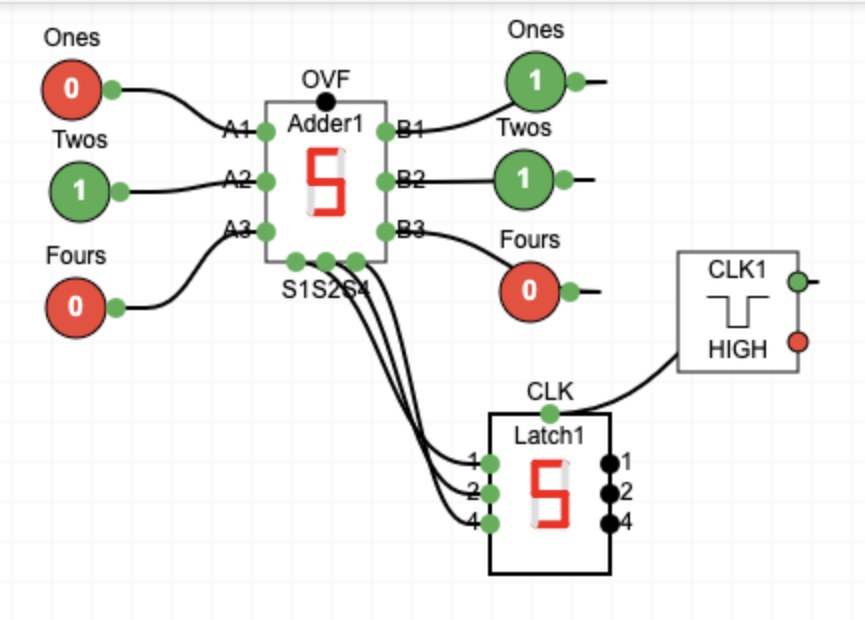 Ones
0
Twos
1
Fours
0
OVF
Adder1
5
A1
A2
A3
B1
B2
B3
S1S2S4
Ones
1
Twos
1
Fours
0
CLK1
HIGH
CLK
Latch1
5
1
2
4
1
2
4